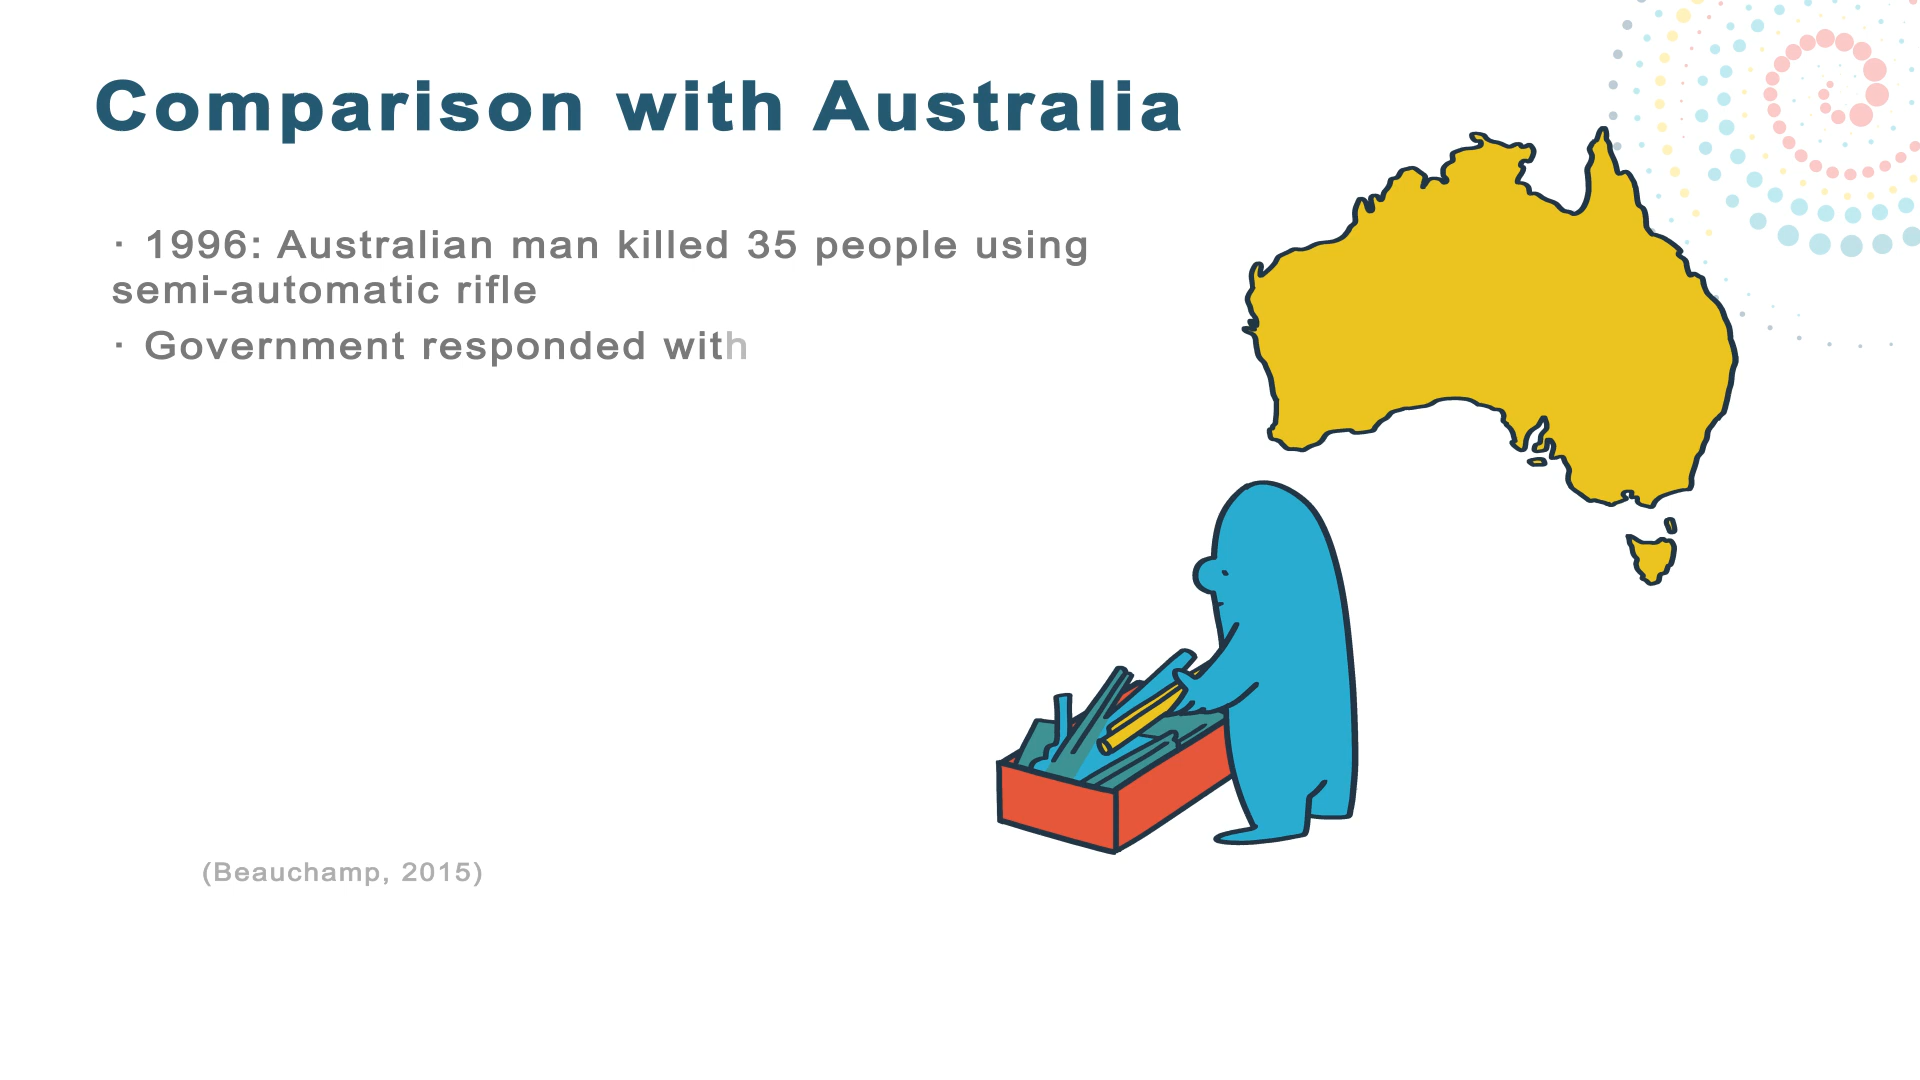 Comparison with Australia
· 1996: Australian man killed 35 people using
semi-automatic rifle
· Government responded with
(Beauchamp, 2015)